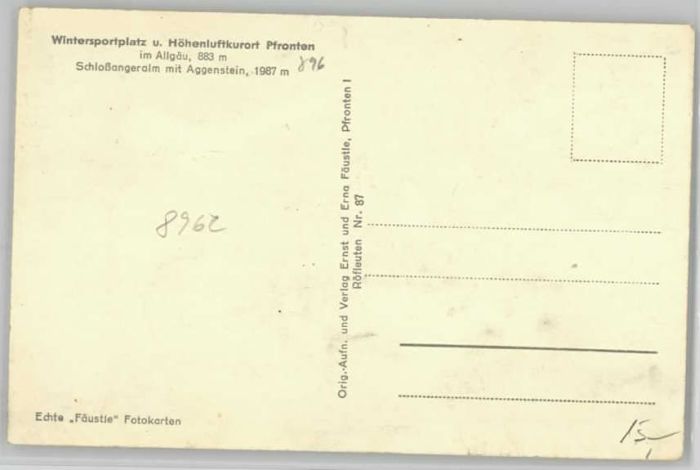 Wintersportplatz u. Höhenluftkurort Pfronten
im Allgäu, 883 m
Schloßangeralm mit Aggenstein, 1987 m
896
8962
Orig.-Aufn. und Verlag Ernst und Erna Fäustle, Pfronten I
Röfleuten Nr. 87
Echte „Fäustle" Fotokarten
15,-